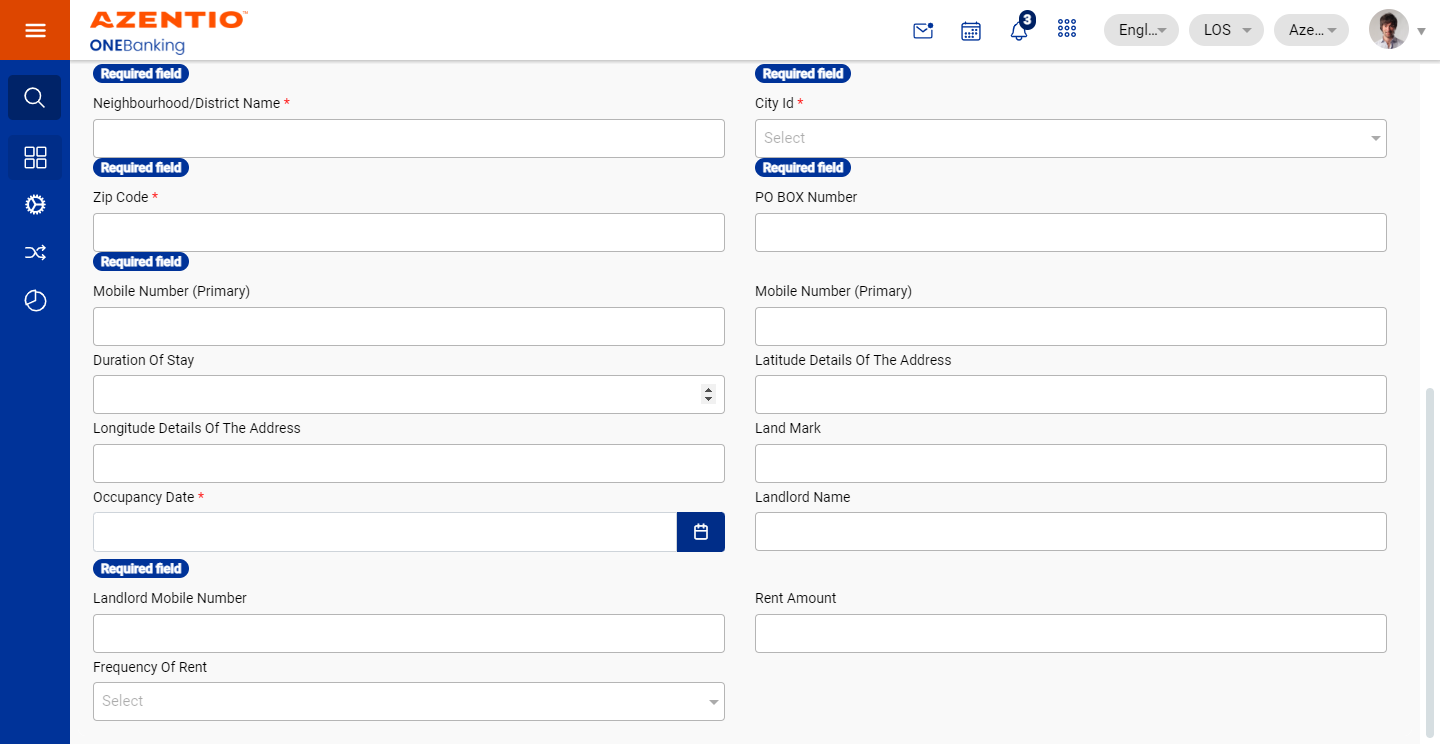 AZENTIO™
ONEBanking
3
Engl...
LOS
Aze...
Required field
Required field
Neighbourhood/District Name *
City Id *
Select
Required field
Required field
Zip Code *
PO BOX Number
Required field
Mobile Number (Primary)
Mobile Number (Primary)
Duration Of Stay
Latitude Details Of The Address
Longitude Details Of The Address
Land Mark
Occupancy Date *
Landlord Name
Required field
Landlord Mobile Number
Rent Amount
Frequency Of Rent
Select